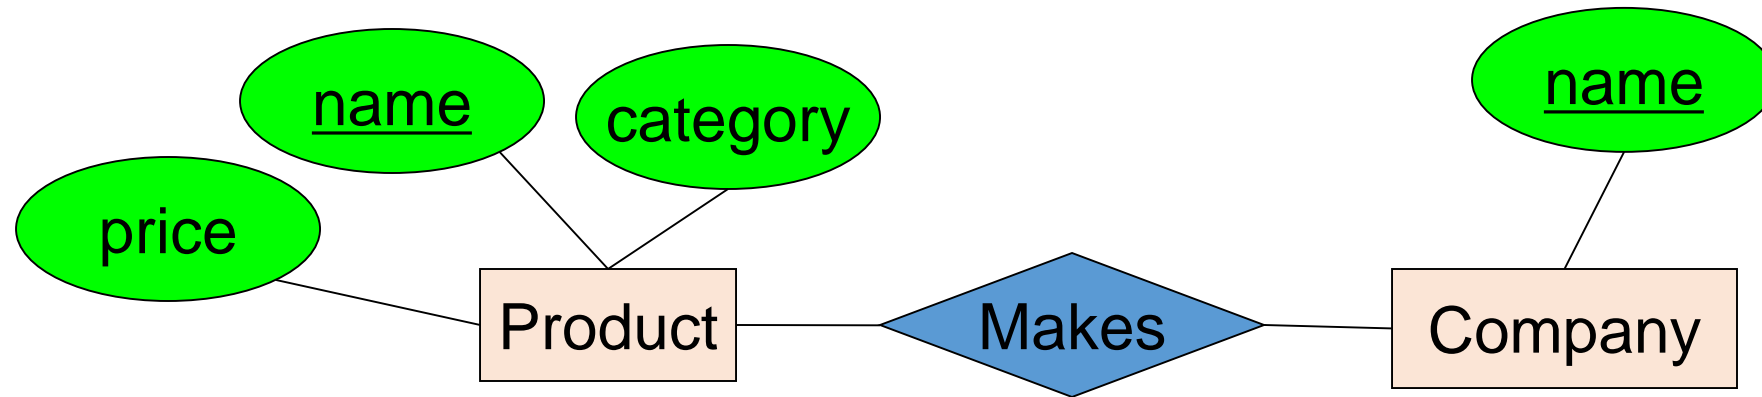 name
name
category
price
Product
Makes
Company